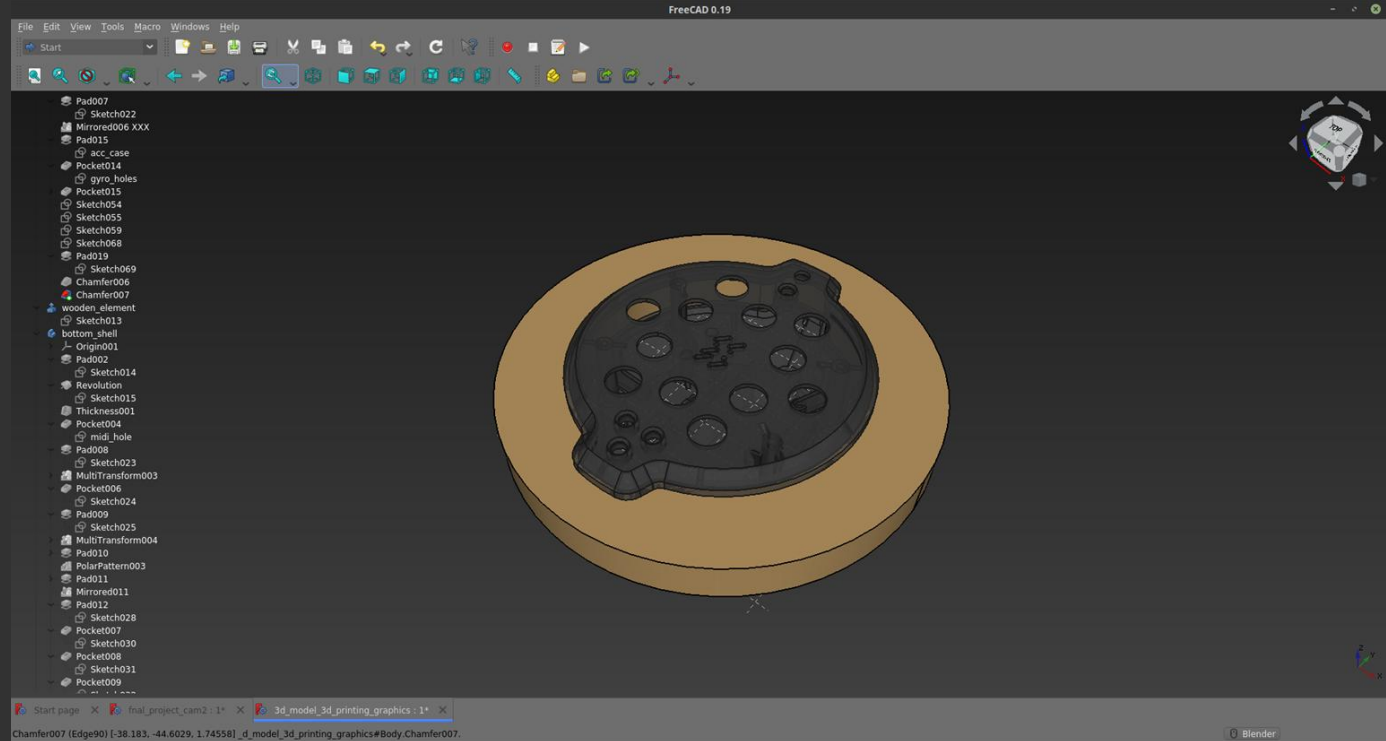 FreeCAD 0.19
File Edit View Tools Macro Windows Help
Start
Pad007
Sketch022
Mirrored006 XXX
Pad015
acc_case
Pocket014
gyro_holes
Pocket015
Sketch054
Sketch055
Sketch059
Sketch068
Pad019
Sketch069
Chamfer006
Chamfer007
wooden_element
Sketch013
bottom_shell
Origin001
Pad002
Sketch014
Revolution
Sketch015
Thickness001
Pocket004
midi_hole
Pad008
Sketch023
MultiTransform003
Pocket006
Sketch024
Pad009
Sketch025
MultiTransform004
Pad010
PolarPattern003
Pad011
Mirrored011
Pad012
Sketch028
Pocket007
Sketch030
Pocket008
Sketch031
Pocket009
TOP
Z
Y
X
Start page fnal_project_cam2 : 1* 3d_model_3d_printing_graphics : 1*
Chamfer007 (Edge90) [-38.183, -44.6029, 1.74558] _d_model_3d_printing_graphics#Body.Chamfer007.
Blender